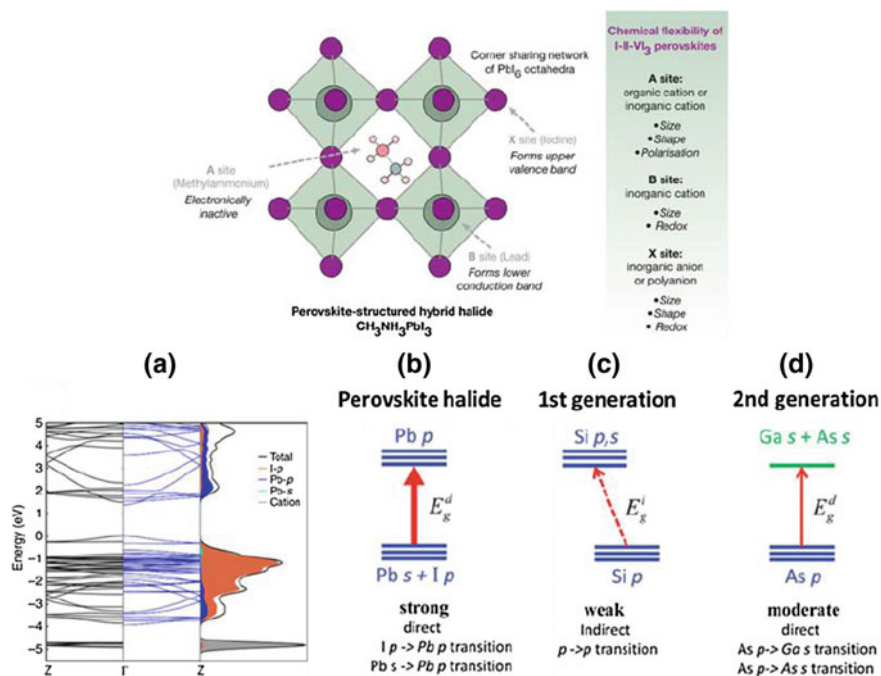 Corner sharing network
of PbI6 octahedra
X site (Iodine)
Forms upper
valence band
A site
(Methylammonium)
Electronically
inactive
B site (Lead)
Forms lower
conduction band
Perovskite-structured hybrid halide
CH3NH3PbI3
Chemical flexibility of
I-II-VI3 perovskites
A site:
organic cation or
inorganic cation
•Size
•Shape
•Polarisation
B site:
inorganic cation
•Size
• Redox
X site:
inorganic anion
or polyanion
•Size
•Shape
• Redox
(a)
(b)
(c)
(d)
5
4
3
2
1
0
−1
−2
−3
−4
−5
Energy (eV)
Z
Γ
Z
Total
I-p
Pb-p
Pb-s
Cation
Perovskite halide
Pb p
E_g^d
Pb s + I p
strong
direct
I p -> Pb p transition
Pb s -> Pb p transition
1st generation
Si p,s
E_g^i
Si p
weak
Indirect
p -> p transition
2nd generation
Ga s + As s
E_g^d
As p
moderate
direct
As p-> Ga s transition
As p-> As s transition